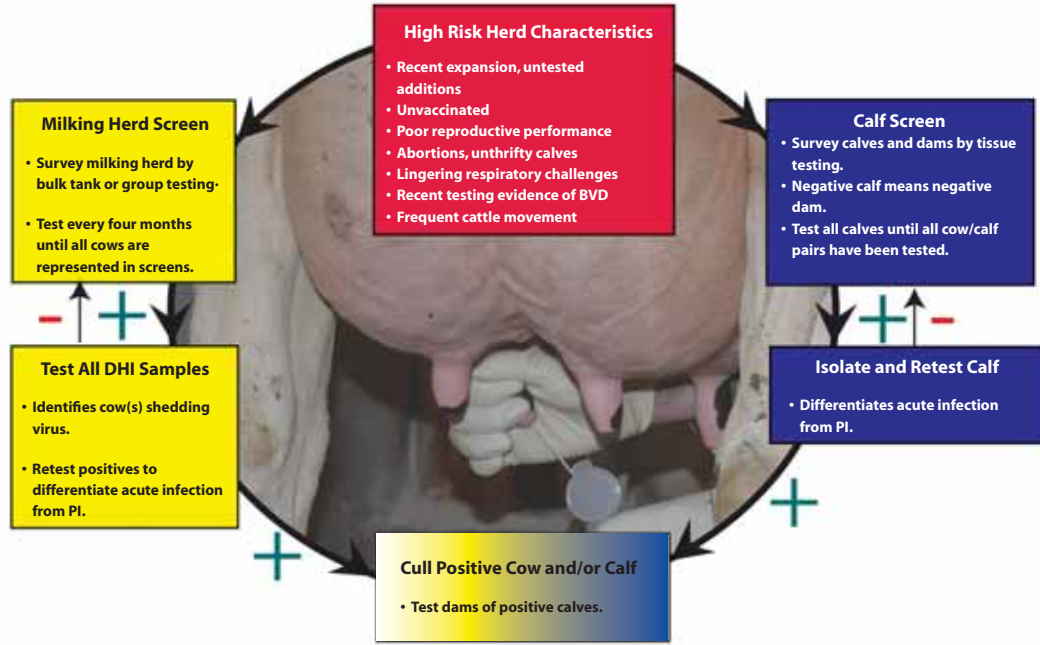 High Risk Herd Characteristics
• Recent expansion, untested
additions
• Unvaccinated
• Poor reproductive performance
• Abortions, unthrifty calves
• Lingering respiratory challenges
• Recent testing evidence of BVD
• Frequent cattle movement
Milking Herd Screen
• Survey milking herd by
bulk tank or group testing·
• Test every four months
until all cows are
represented in screens.
Calf Screen
• Survey calves and dams by tissue
testing.
• Negative calf means negative
dam.
• Test all calves until all cow/calf
pairs have been tested.
- +
+ -
Test All DHI Samples
• Identifies cow(s) shedding
virus.
• Retest positives to
differentiate acute infection
from PI.
Isolate and Retest Calf
• Differentiates acute infection
from PI.
+
+
Cull Positive Cow and/or Calf
• Test dams of positive calves.